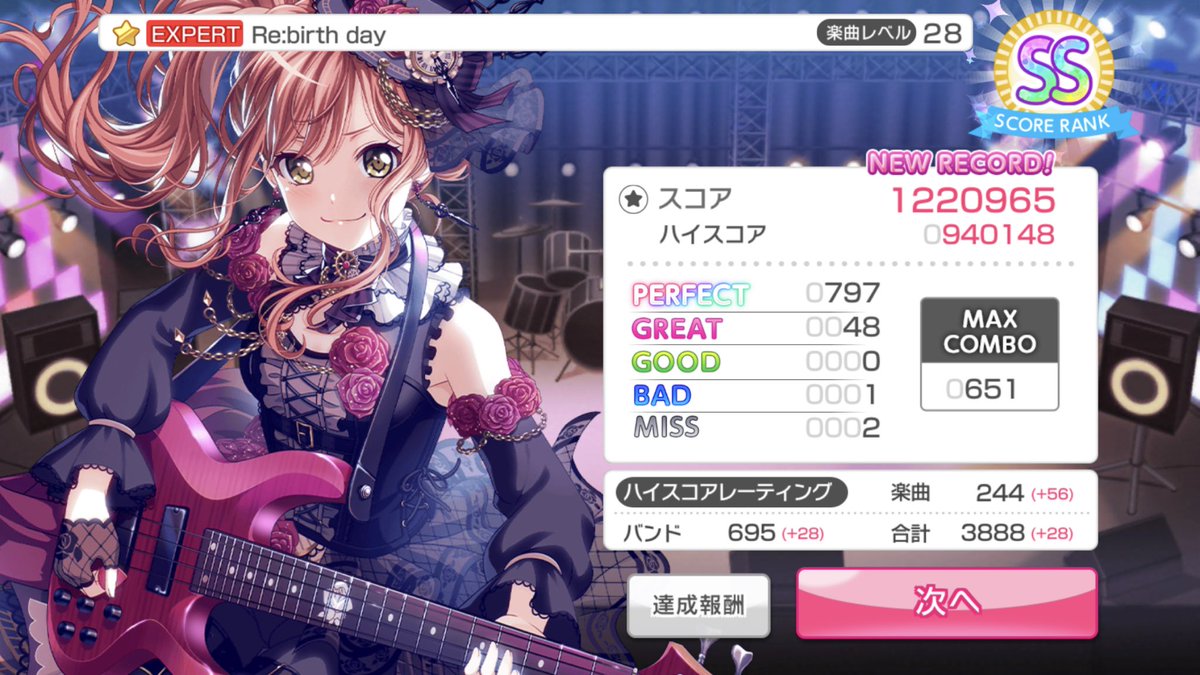 EXPERT Re:birth day 楽曲レベル 28
SS
SCORE RANK
NEW RECORD!
スコア 1220965
ハイスコア 0940148
PERFECT 0797
GREAT 0048
GOOD 0000
BAD 0001
MISS 0002
MAX
COMBO
0651
ハイスコアレーティング 楽曲 244 (+56)
バンド 695 (+28) 合計 3888 (+28)
達成報酬 次へ